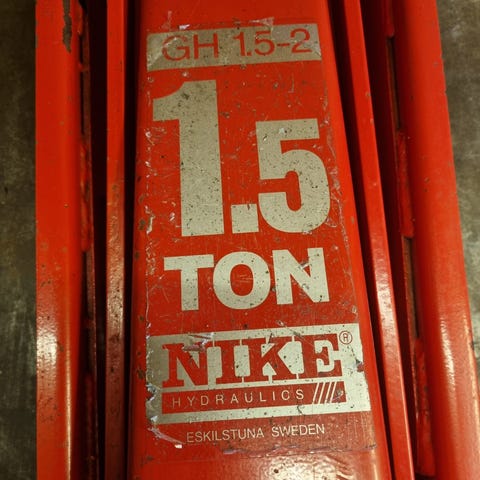 GH 1.5-2
1.5
TON
NIKE®
HYDRAULICS
ESKILSTUNA SWEDEN